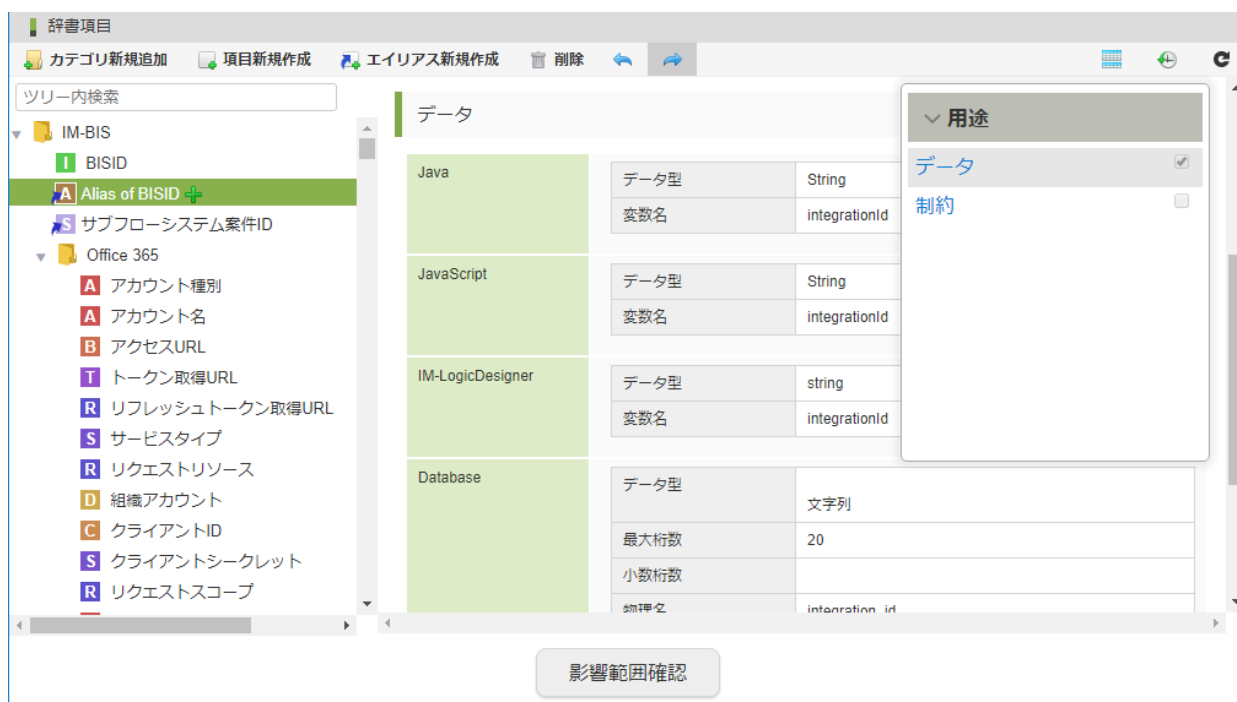 辞書項目
カテゴリ新規追加 項目新規作成 エイリアス新規作成 削除
ツリー内検索
IM-BIS
I BISID
A Alias of BISID
S サブフローシステム案件ID
Office 365
A アカウント種別
A アカウント名
B アクセスURL
T トークン取得URL
R リフレッシュトークン取得URL
S サービスタイプ
R リクエストリソース
D 組織アカウント
C クライアントID
S クライアントシークレット
R リクエストスコープ
データ
Java
データ型 String
変数名 integrationId
JavaScript
データ型 String
変数名 integrationId
IM-LogicDesigner
データ型 string
変数名 integrationId
Database
データ型 文字列
最大桁数 20
小数桁数
物理名 integration_id
用途
データ
制約
影響範囲確認